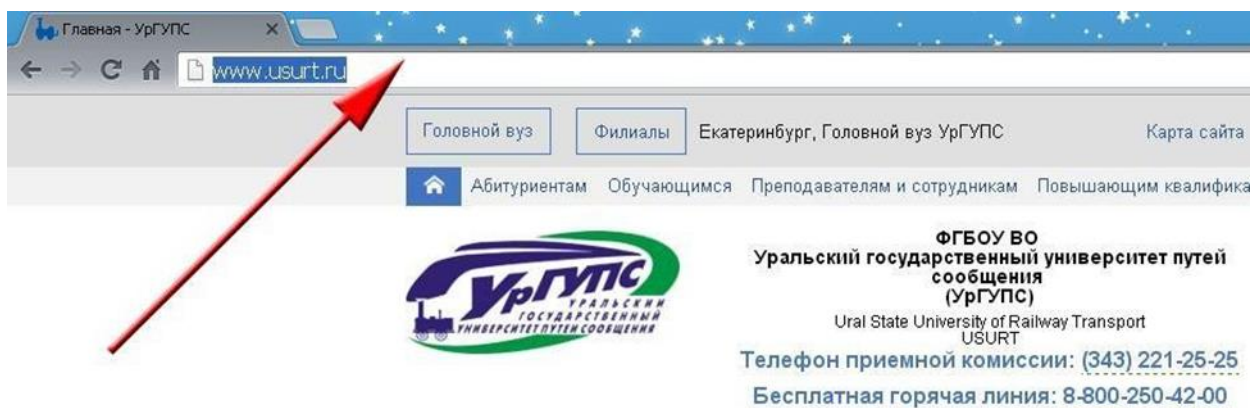 Главная - УрГУПС
www.usurt.ru
Головной вуз Филиалы Екатеринбург, Головной вуз УрГУПС Карта сайта
Абитуриентам Обучающимся Преподавателям и сотрудникам Повышающим квалифика
УрГУПС
УРАЛЬСКИЙ
ГОСУДАРСТВЕННЫЙ
УНИВЕРСИТЕТ ПУТЕЙ СООБЩЕНИЯ
ФГБОУ ВО
Уральский государственный университет путей
сообщения
(УрГУПС)
Ural State University of Railway Transport
USURT
Телефон приемной комиссии: (343) 221-25-25
Бесплатная горячая линия: 8-800-250-42-00